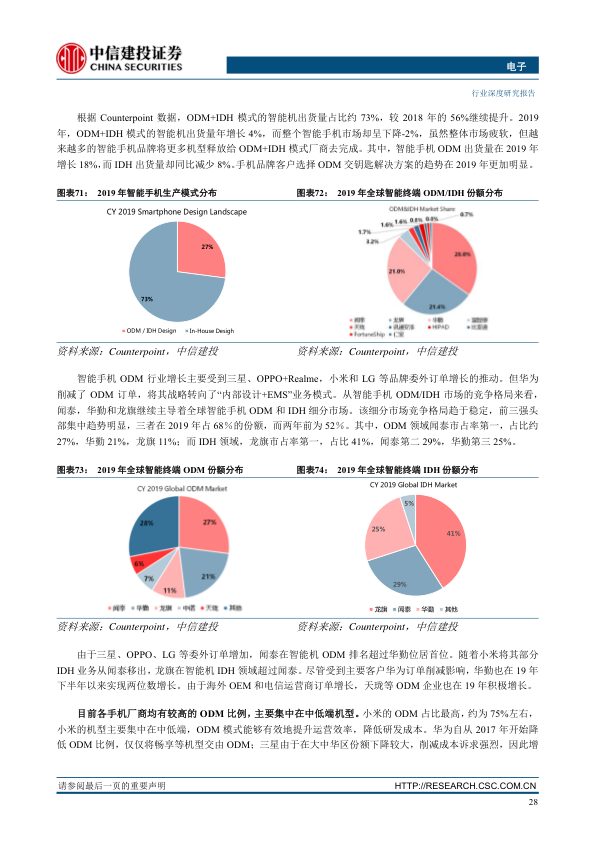 中信建投证券
CHINA SECURITIES
电子
行业深度研究报告
根据 Counterpoint 数据，ODM+IDH 模式的智能机出货量占比约 73%，较 2018 年的 56%继续提升。2019
年，ODM+IDH 模式的智能机出货量年增长 4%，而整个智能手机市场却呈下降-2%，虽然整体市场疲软，但越
来越多的智能手机品牌将更多机型释放给 ODM+IDH 模式厂商去完成。其中，智能手机 ODM 出货量在 2019 年
增长 18%，而 IDH 出货量却同比减少 8%。手机品牌客户选择 ODM 交钥匙解决方案的趋势在 2019 年更加明显。
图表71： 2019 年智能手机生产模式分布
图表72： 2019 年全球智能终端 ODM/IDH 份额分布
CY 2019 Smartphone Design Landscape
27%
73%
ODM / IDH Design In-House Design
ODM&IDH Market Share
0.7%
1.6% 1.6% 0.8% 0.8%
1.7%
3.2%
21.0%
21.4%
闻泰 龙旗 华勤
天珑 HiPAD
FortuneShip
资料来源：Counterpoint，中信建投
资料来源：Counterpoint，中信建投
智能手机 ODM 行业增长主要受到三星、OPPO+Realme，小米和 LG 等品牌委外订单增长的推动。但华为
削减了 ODM 订单，将其战略转向了“内部设计+EMS”业务模式。从智能手机 ODM/IDH 市场的竞争格局来看，
闻泰，华勤和龙旗继续主导着全球智能手机 ODM 和 IDH 细分市场。该细分市场竞争格局趋于稳定，前三强头
部集中趋势明显，三者在 2019 年占 68%的份额，而两年前为 52%。其中，ODM 领域闻泰市占率第一，占比约
27%，华勤 21%，龙旗 11%；而 IDH 领域，龙旗市占率第一，占比 41%，闻泰第二 29%，华勤第三 25%。
图表73： 2019 年全球智能终端 ODM 份额分布
图表74： 2019 年全球智能终端 IDH 份额分布
CY 2019 Global ODM Market
28%
27%
6%
7%
11%
21%
闻泰 华勤 龙旗 中诺 天珑 其他
CY 2019 Global IDH Market
5%
25%
41%
29%
龙旗 闻泰 华勤 其他
资料来源：Counterpoint，中信建投
资料来源：Counterpoint，中信建投
由于三星、OPPO、LG 等委外订单增加，闻泰在智能机 ODM 排名超过华勤位居首位。随着小米将其部分
IDH 业务从闻泰移出，龙旗在智能机 IDH 领域超过闻泰。尽管受到主要客户华为订单削减影响，华勤也在 19 年
下半年以来实现两位数增长。由于海外 OEM 和电信运营商订单增长，天珑等 ODM 企业也在 19 年积极增长。
目前各手机厂商均有较高的 ODM 比例，主要集中在中低端机型。小米的 ODM 占比最高，约为 75%左右，
小米的机型主要集中在中低端，ODM 模式能够有效地提升运营效率，降低研发成本。华为自从 2017 年开始降
低 ODM 比例，仅仅将畅享等机型交由 ODM；三星由于在大中华区份额下降较大，削减成本诉求强烈，因此增
请参阅最后一页的重要声明
HTTP://RESEARCH.CSC.COM.CN
28